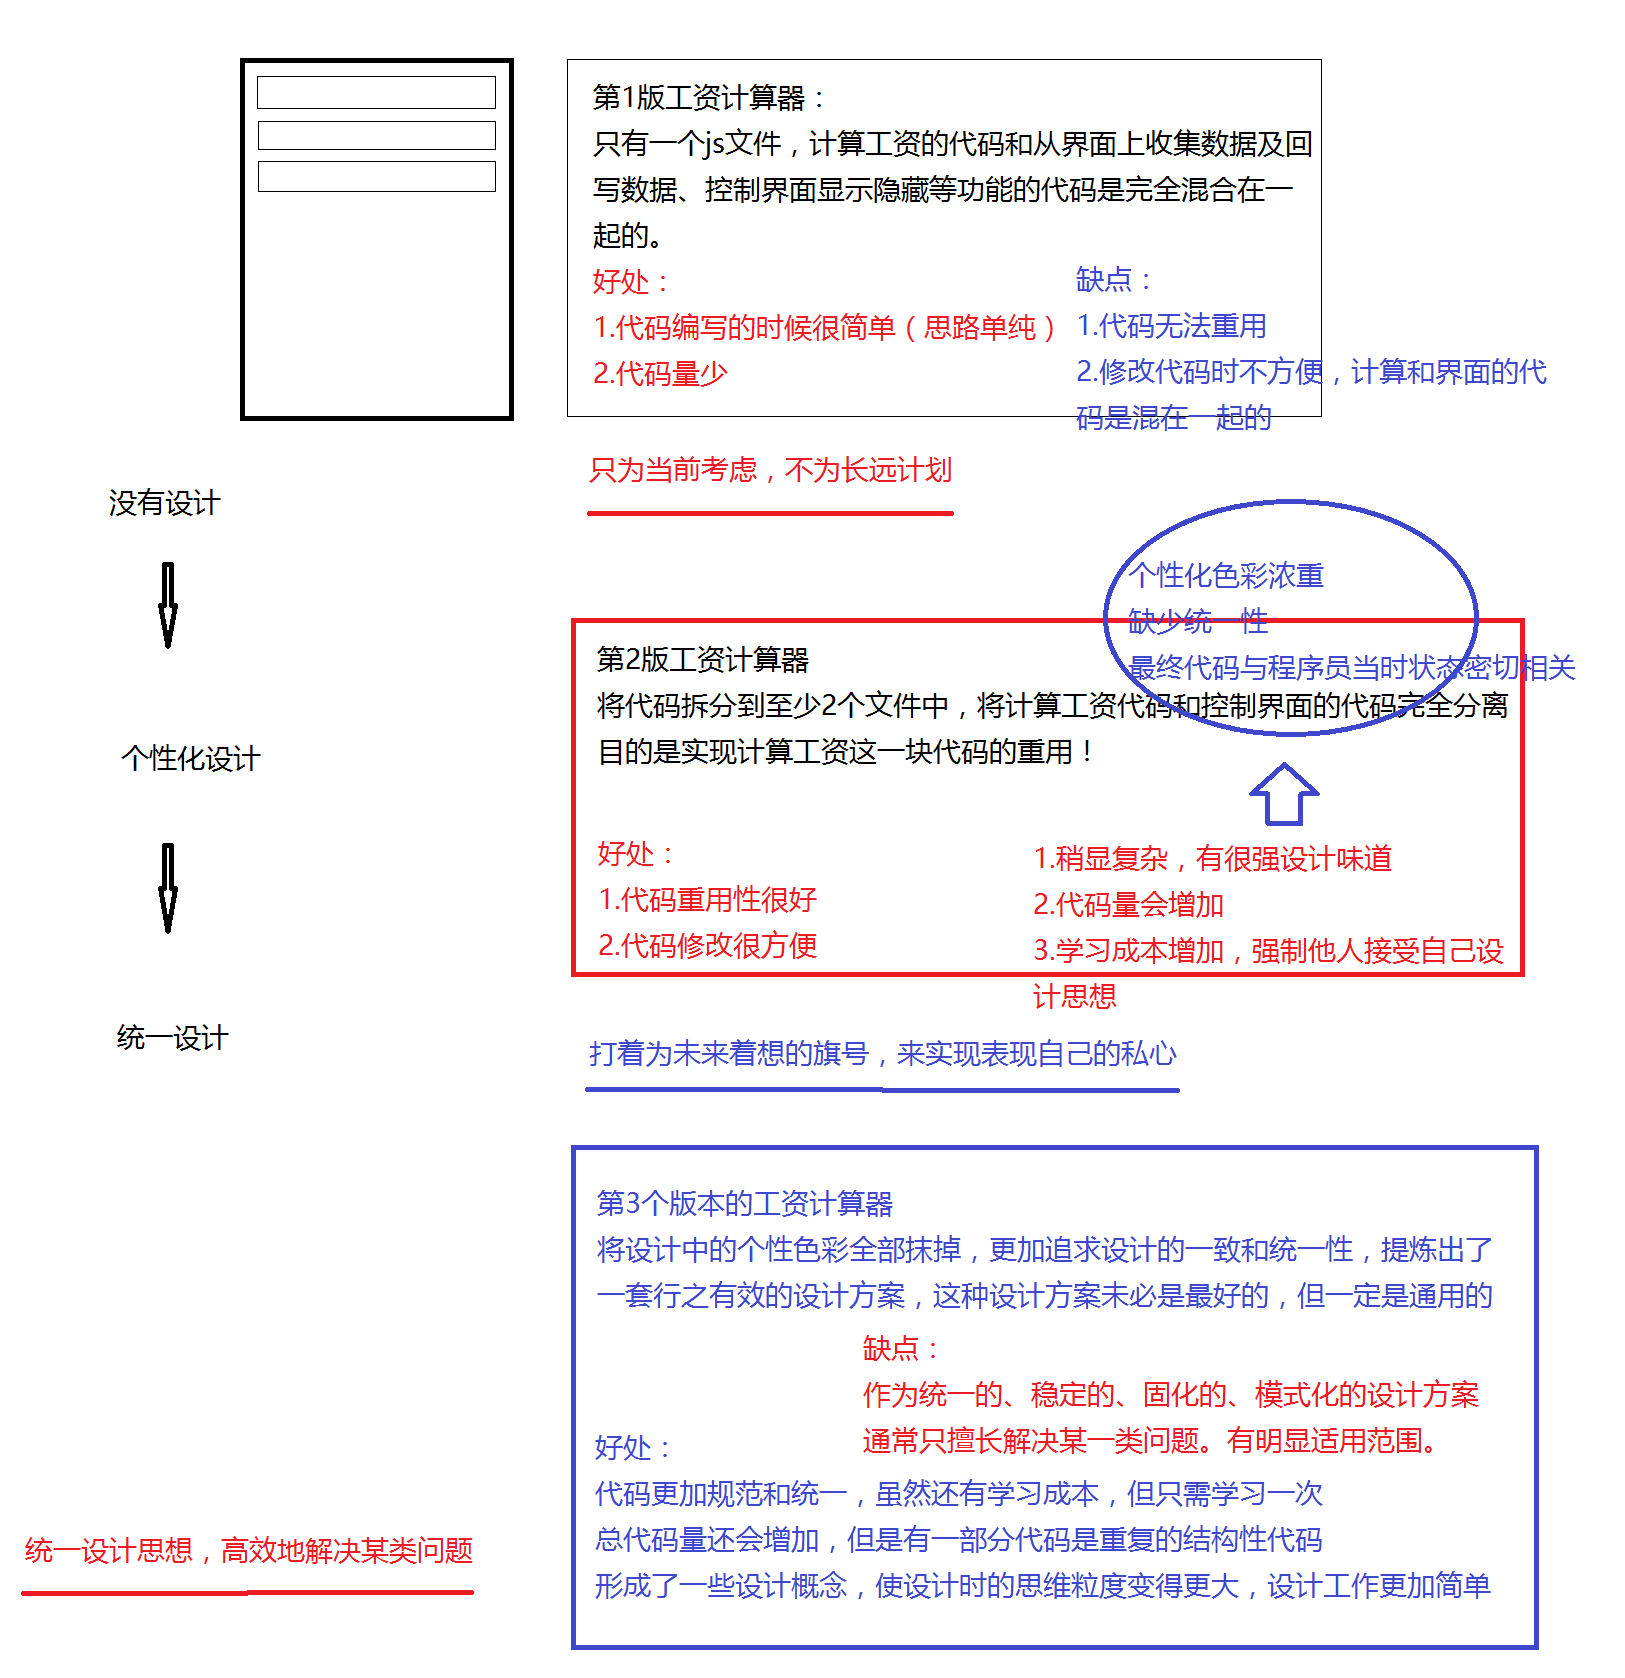 第1版工资计算器：
只有一个js文件，计算工资的代码和从界面上收集数据及回
写数据、控制界面显示隐藏等功能的代码是完全混合在一
起的。
好处：
1.代码编写的时候很简单（思路单纯）
2.代码量少
缺点：
1.代码无法重用
2.修改代码时不方便，计算和界面的代
码是混在一起的
只为当前考虑，不为长远计划
没有设计
个性化设计
统一设计
个性化色彩浓重
缺少统一性
最终代码与程序员当时状态密切相关
第2版工资计算器
将代码拆分到至少2个文件中，将计算工资代码和控制界面的代码完全分离
目的是实现计算工资这一块代码的重用！
好处：
1.代码重用性很好
2.代码修改很方便
1.稍显复杂，有很强设计味道
2.代码量会增加
3.学习成本增加，强制他人接受自己设
计思想
打着为未来着想的旗号，来实现表现自己的私心
第3个版本的工资计算器
将设计中的个性色彩全部抹掉，更加追求设计的一致和统一性，提炼出了
一套行之有效的设计方案，这种设计方案未必是最好的，但一定是通用的
缺点：
作为统一的、稳定的、固化的、模式化的设计方案
通常只擅长解决某一类问题。有明显适用范围。
好处：
代码更加规范和统一，虽然还有学习成本，但只需学习一次
总代码量还会增加，但是有一部分代码是重复的结构性代码
形成了一些设计概念，使设计时的思维粒度变得更大，设计工作更加简单
统一设计思想，高效地解决某类问题